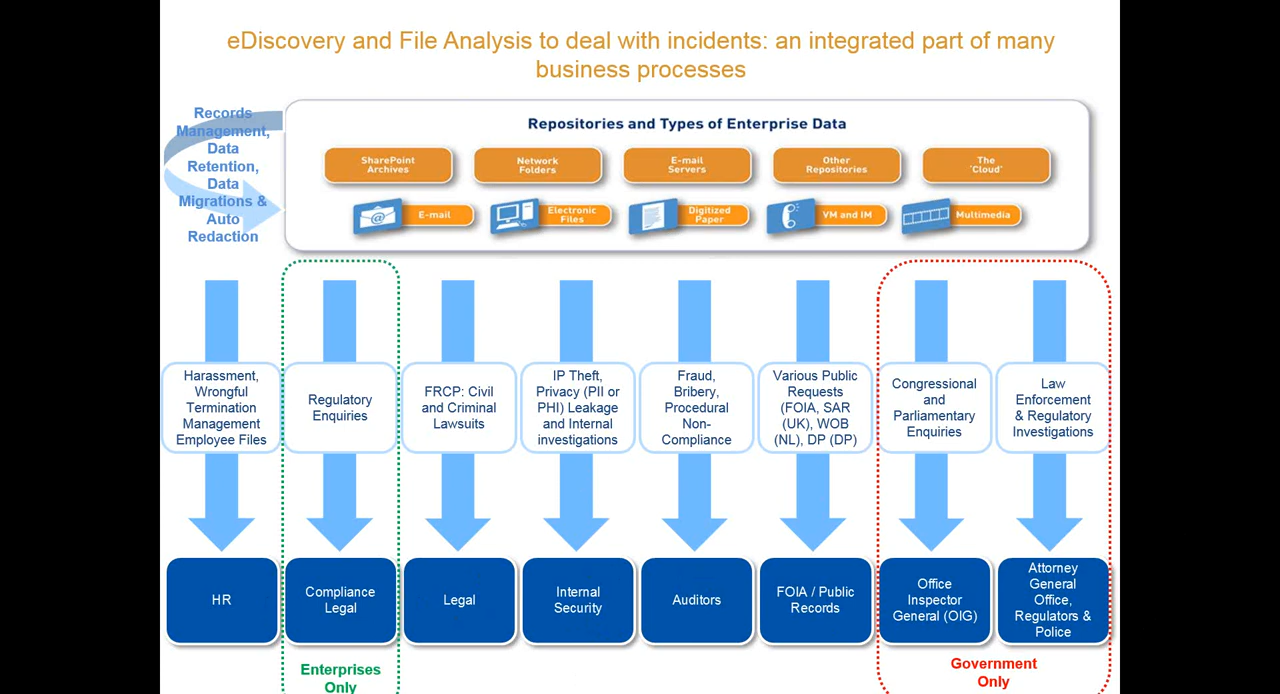 eDiscovery and File Analysis to deal with incidents: an integrated part of many
business processes
Records
Management,
Data
Retention,
Data
Migrations &
Auto
Redaction
Repositories and Types of Enterprise Data
SharePoint
Archives
Network
Folders
E-mail
Servers
Other
Repositories
The
'Cloud'
E-mail
Electronic
Files
Digitized
Paper
VM and IM
Multimedia
Harassment,
Wrongful
Termination
Management
Employee Files
Regulatory
Enquiries
FRCP: Civil
and Criminal
Lawsuits
IP Theft,
Privacy (PII or
PHI) Leakage
and Internal
investigations
Fraud,
Bribery,
Procedural
Non-
Compliance
Various Public
Requests
(FOIA, SAR
(UK), WOB
(NL), DP (DP)
Congressional
and
Parliamentary
Enquiries
Law
Enforcement
& Regulatory
Investigations
HR
Compliance
Legal
Legal
Internal
Security
Auditors
FOIA / Public
Records
Office
Inspector
General (OIG)
Attorney
General
Office,
Regulators &
Police
Enterprises
Only
Government
Only